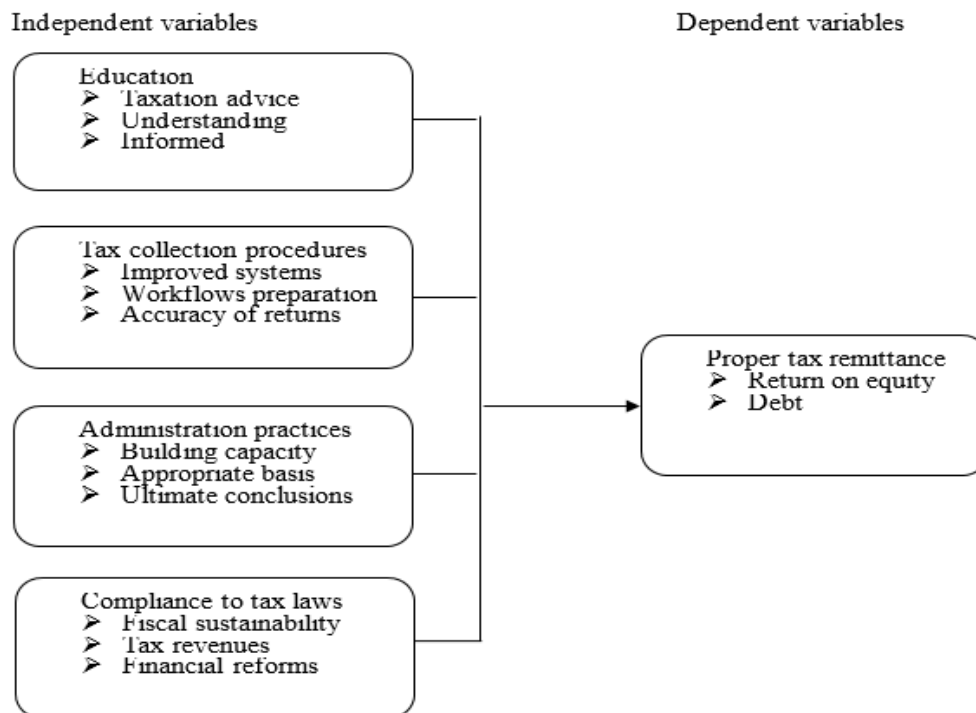 Independent variables
Dependent variables
Education
➢ Taxation advice
➢ Understanding
➢ Informed
Tax collection procedures
➢ Improved systems
➢ Workflows preparation
➢ Accuracy of returns
Proper tax remittance
➢ Return on equity
➢ Debt
Administration practices
➢ Building capacity
➢ Appropriate basis
➢ Ultimate conclusions
Compliance to tax laws
➢ Fiscal sustainability
➢ Tax revenues
➢ Financial reforms